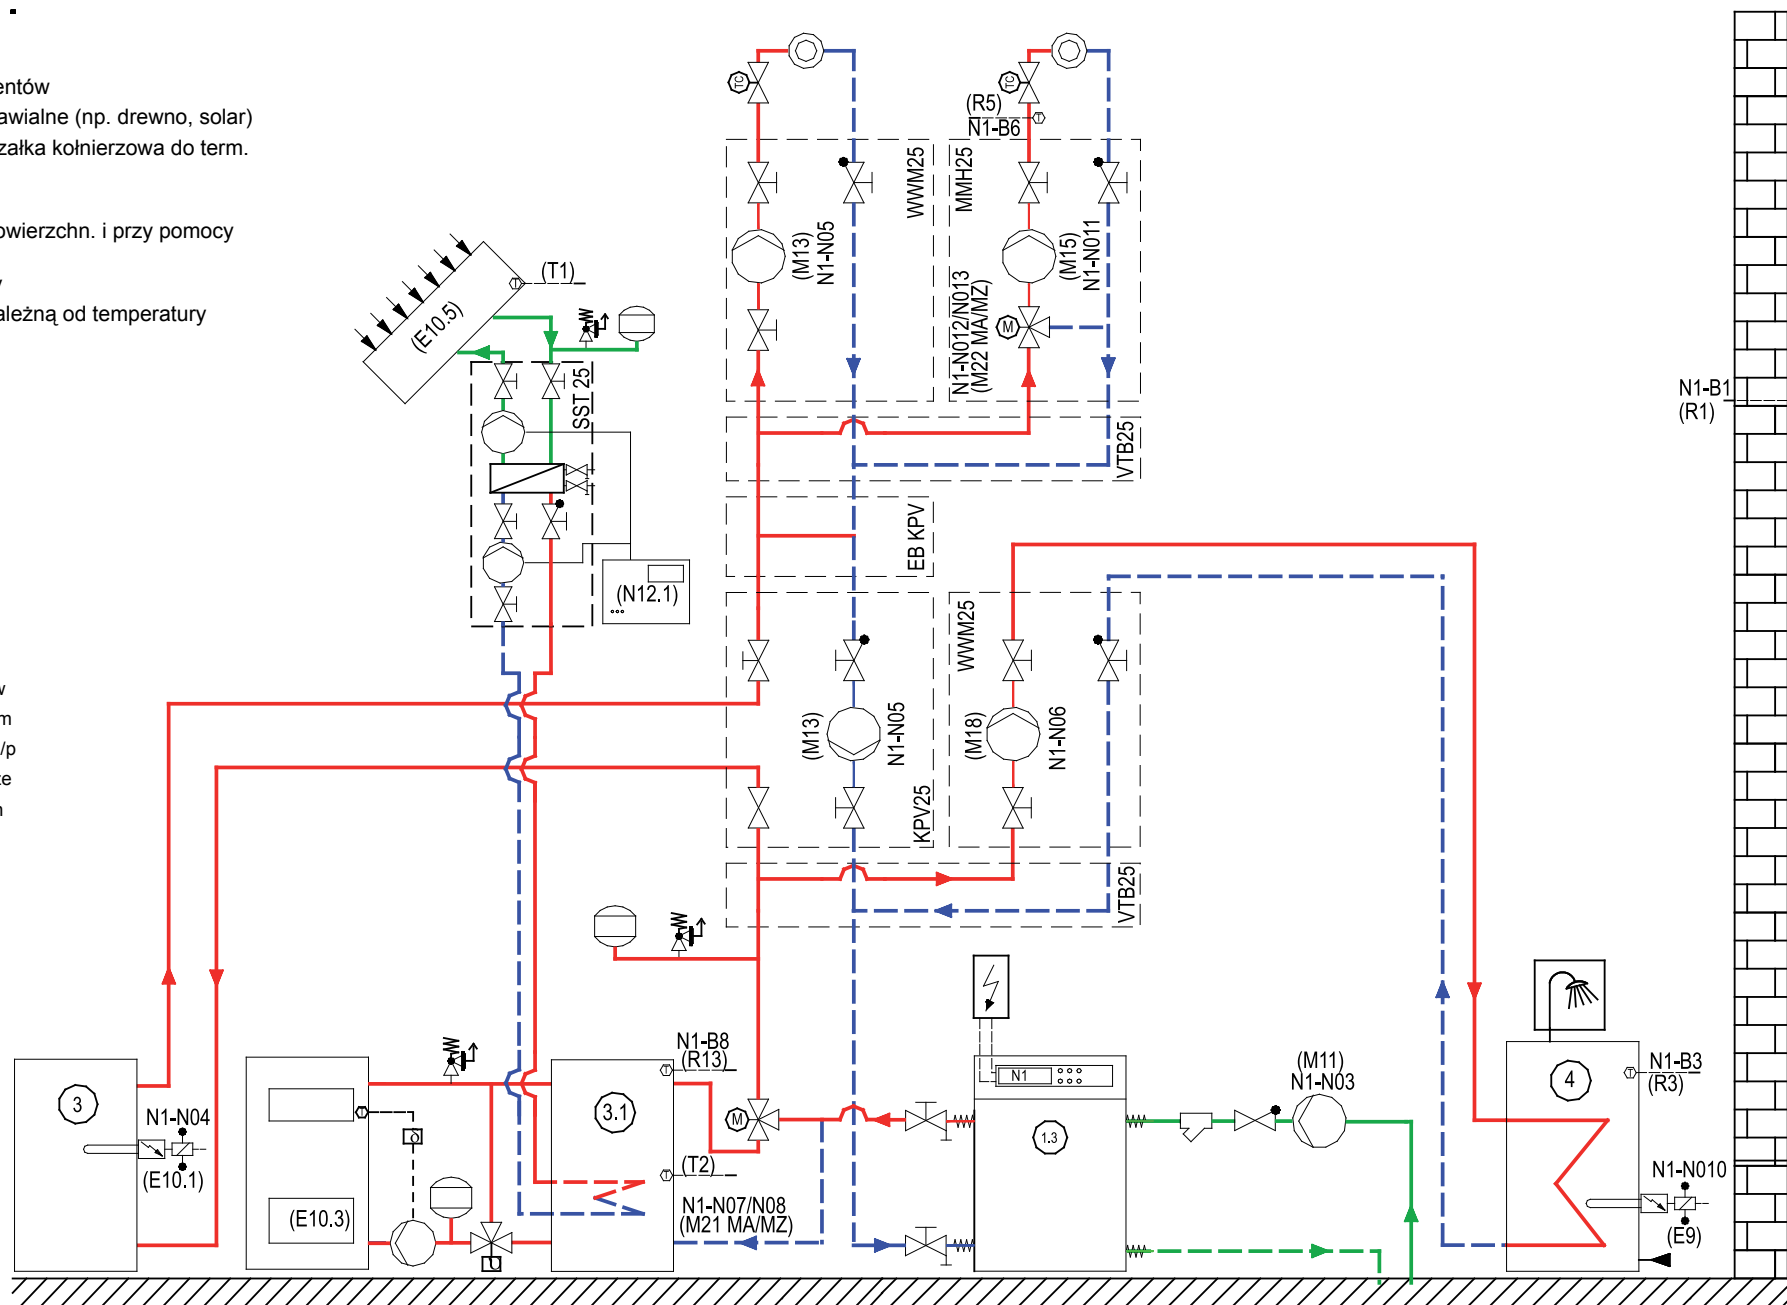 entów
awialne (np. drewno, solar)
załka kołnierzowa do term.
owierzchn. i przy pomocy
y
ależną od temperatury
w
m
/p
te
h
TC
TC
(R5)
N1-B6
T
WWM25
MMH25
(M13)
N1-N05
(M15)
N1-N011
N1-N012/N013
(M22 MA/MZ)
M
VTB25
(T1)
T
(E10.5)
SST 25
N1-B1
(R1)
EB KPV
(N12.1)
WWM25
(M13)
N1-N05
(M18)
N1-N06
KPV25
VTB25
N1-B8
(R13)
T
3
N1-N04
(E10.1)
(E10.3)
3.1
M
(T2)
T
N1-N07/N08
(M21 MA/MZ)
N1
1.3
(M11)
N1-N03
4
N1-B3
(R3)
T
N1-N010
(E9)